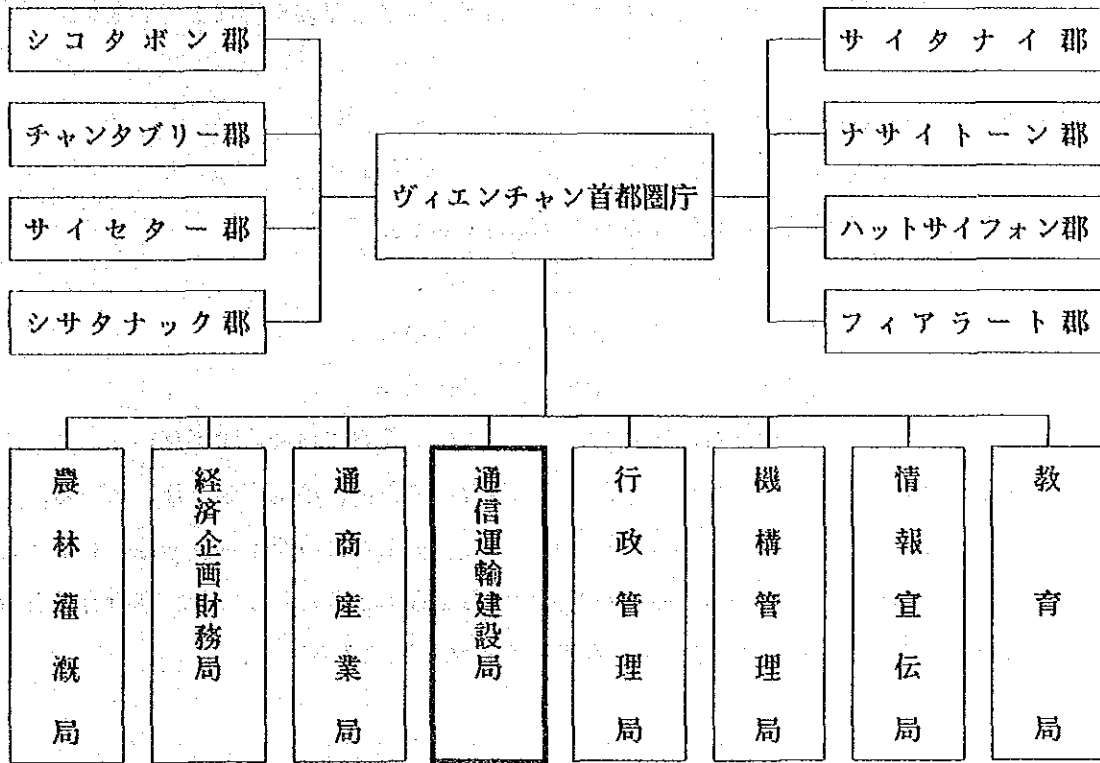 シコタボン郡
チャンタブリー郡
サイセター郡
シサタナック郡
ヴィエンチャン首都圏庁
サイタナイ郡
ナサイトーン郡
ハットサイフォン郡
フィアラート郡
農林灌漑局
経済企画財務局
通商産業局
通信運輸建設局
行政管理局
機構管理局
情報宣伝局
教育局